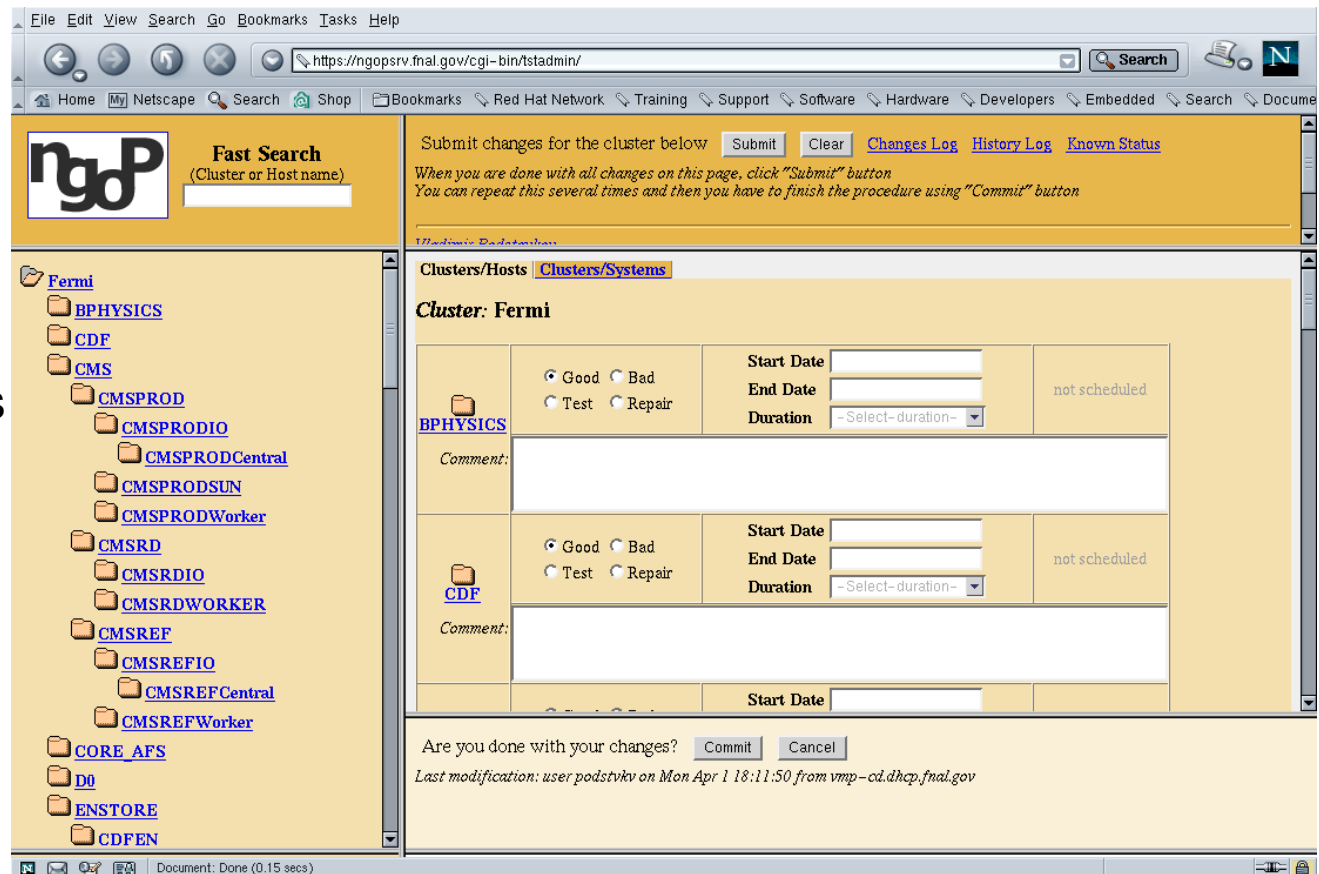 File Edit View Search Go Bookmarks Tasks Help
https://ngopsrv.fnal.gov/cgi-bin/tstadmin/ Search N
Home My Netscape Search Shop Bookmarks Red Hat Network Training Support Software Hardware Developers Embedded Search Docume
ngop
Fast Search
(Cluster or Host name)
Submit changes for the cluster below Submit Clear Changes Log History Log Known Status
When you are done with all changes on this page, click "Submit" button
You can repeat this several times and then you have to finish the procedure using "Commit" button
s
Fermi
BPHYSICS
CDF
CMS
CMSPROD
CMSPRODIO
CMSPRODCentral
CMSPRODSUN
CMSPRODWorker
CMSRD
CMSRDIO
CMSRDWORKER
CMSREF
CMSREFIO
CMSREFCentral
CMSREFWorker
CORE_AFS
D0
ENSTORE
CDFEN
Clusters/Hosts Clusters/Systems
Cluster: Fermi
BPHYSICS
Good Bad
Test Repair
Start Date
End Date
Duration -Select-duration-
not scheduled
Comment:
CDF
Good Bad
Test Repair
Start Date
End Date
Duration -Select-duration-
not scheduled
Comment:
Start Date
Are you done with your changes? Commit Cancel
Last modification: user podstvkv on Mon Apr 1 18:11:50 from vmp-cd.dhcp.fnal.gov
N Document: Done (0.15 secs)